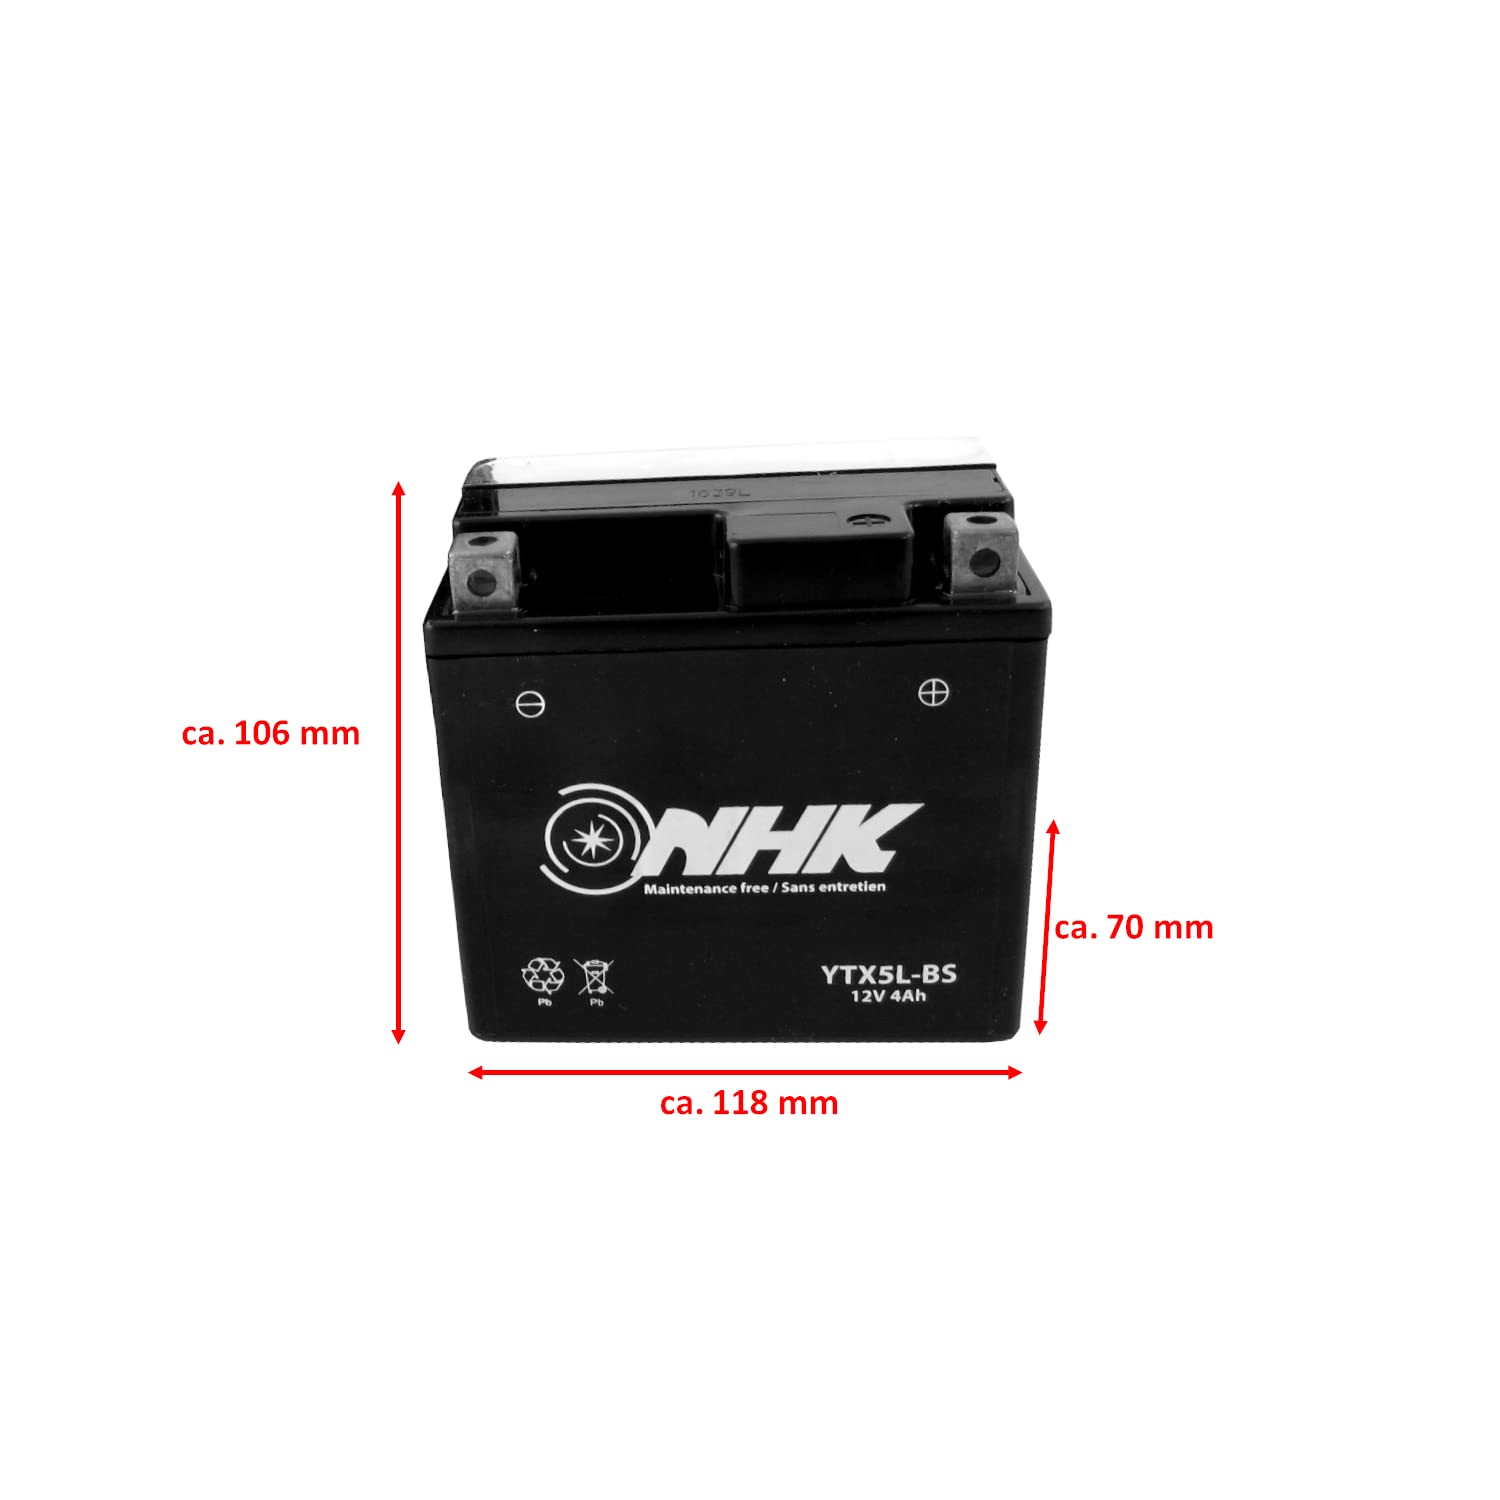 1639L
ca. 106 mm
NHK
Maintenance free / Sans entretien
ca. 70 mm
YTX5L-BS
12V 4Ah
Pb
Pb
ca. 118 mm